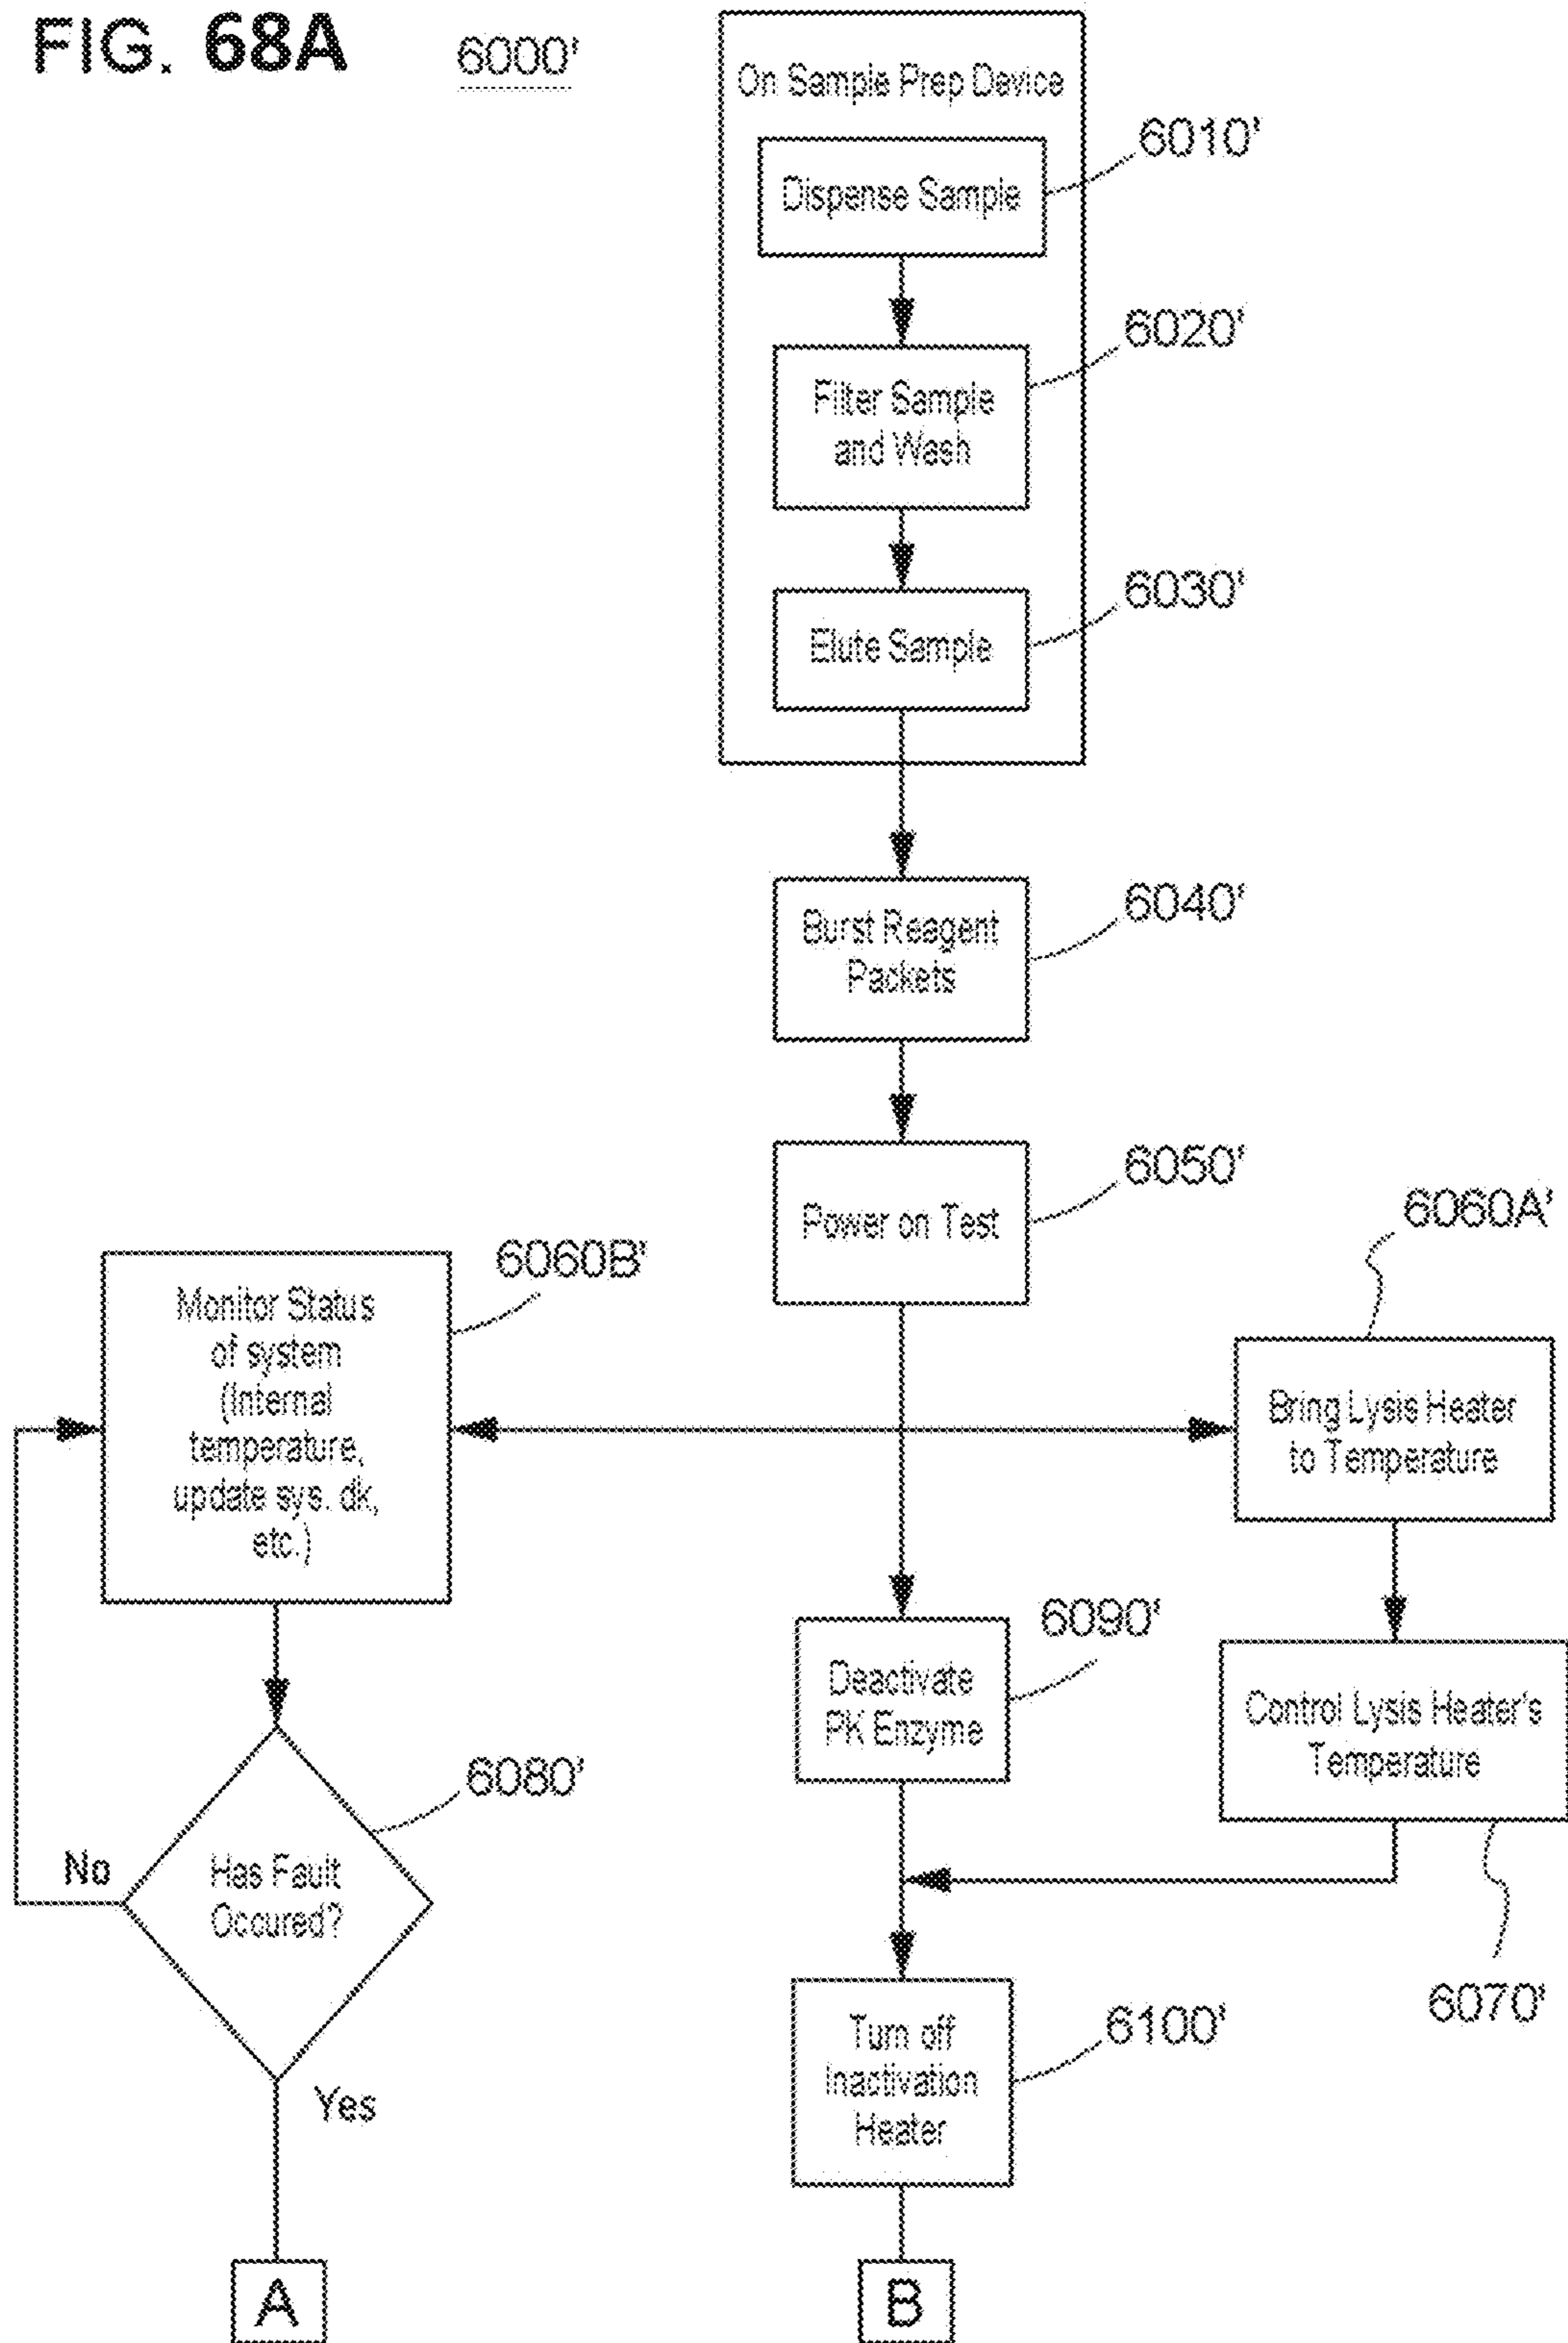 FIG. 68A
6000'
On Sample Prep Device
6010'
Dispense Sample
6020'
Filter Sample
and Wash
6030'
Elute Sample
6040'
Burst Reagent
Packets
6050'
Power on Test
6060A'
6060B'
Monitor Status
of system
(Internal
temperature,
update sys. dk,
etc.)
Bring Lysis Heater
to Temperature
6090'
Deactivate
PK Enzyme
Control Lysis Heater's
Temperature
6080'
No
Has Fault
Occured?
6070'
6100'
Turn off
Inactivation
Heater
Yes
A
B